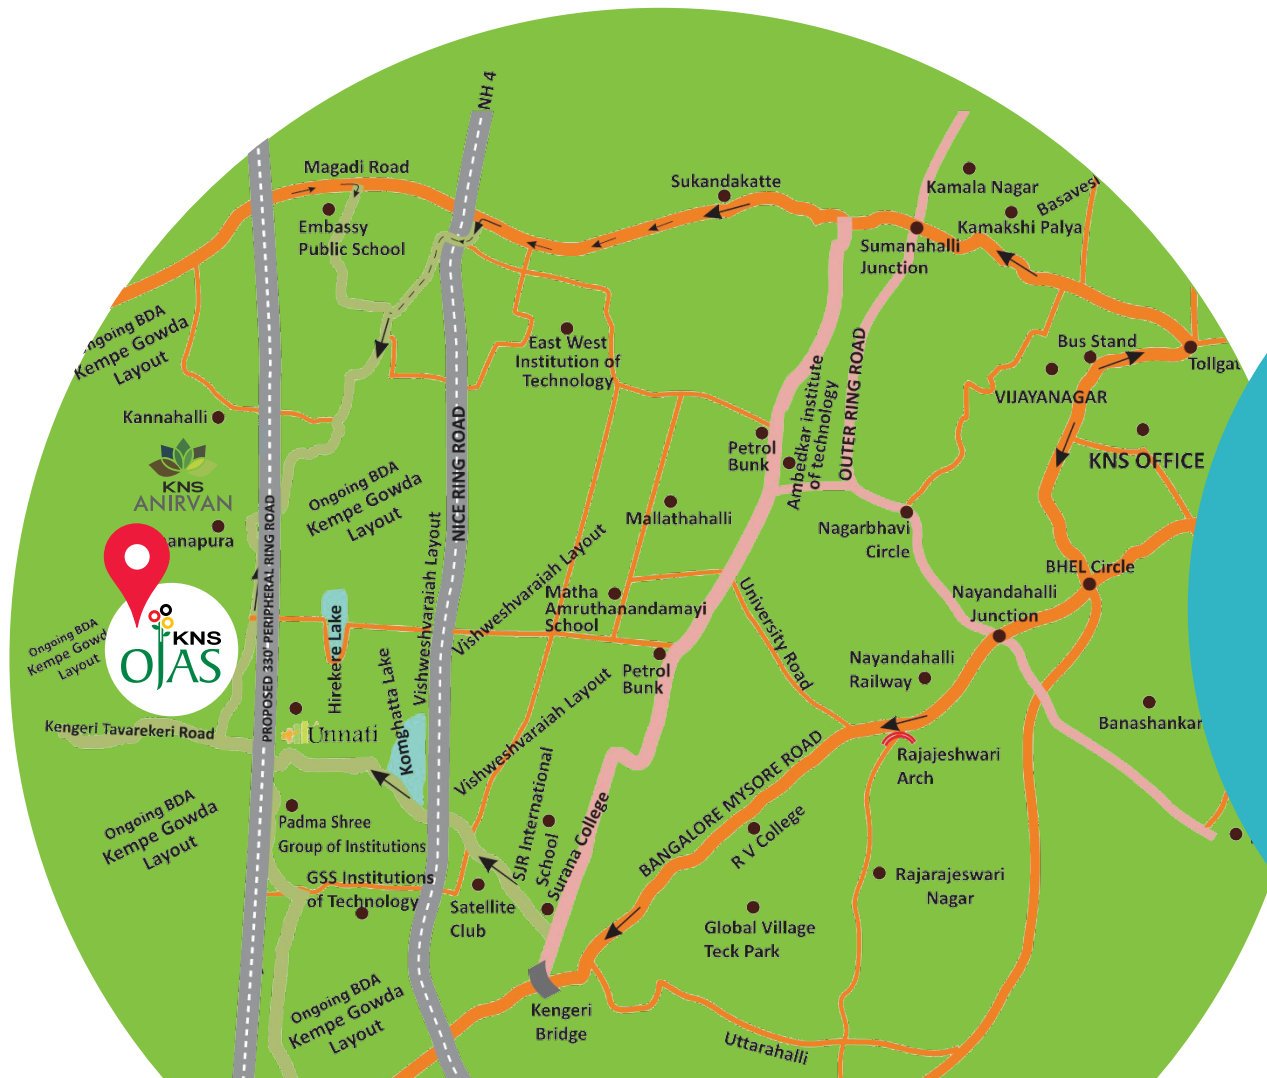 NH 4
Magadi Road
Embassy
Public School
Sukandakatte
Kamala Nagar
Kamakshi Palya
Sumanahalli
Junction
BDA
Kempe Gowda
Layout
East West
Institution of
Technology
Bus Stand
VIJAYANAGAR
KNS OFFICE
Kannahalli
KNS
ANIRVAN
Ongoing BDA
Kempe Gowda
Layout
PROPOSED 330' PERIPHERAL RING ROAD
NICE RING ROAD
Petrol
Bunk
Ambedkar institute
of technology
OUTER RING ROAD
Mallathahalli
Nagarbhavi
Circle
BHEL Circle
Nayandahalli
Junction
Vishweshvaraiah Layout
Vishweshvaraiah Layout
Matha
Amruthanandamayi
School
University Road
Ongoing BDA
Kempe
Layout
KNS
OJAS
Hirekere Lake
Komghatta Lake
Petrol
Bunk
Nayandahalli
Railway
Kengeri Tavarekeri Road
Unnati
Vishweshvaraiah Layout
Rajajeshwari
Arch
Ongoing BDA
Kempe Gowda
Layout
Padma Shree
Group of Institutions
SJR International
School
Surana College
BANGALORE MYSORE ROAD
R V College
GSS Institutions
of Technology
Satellite
Club
Rajarajeswari
Nagar
Global Village
Teck Park
Ongoing BDA
Kempe Gowda
Layout
Kengeri
Bridge
Uttarahalli